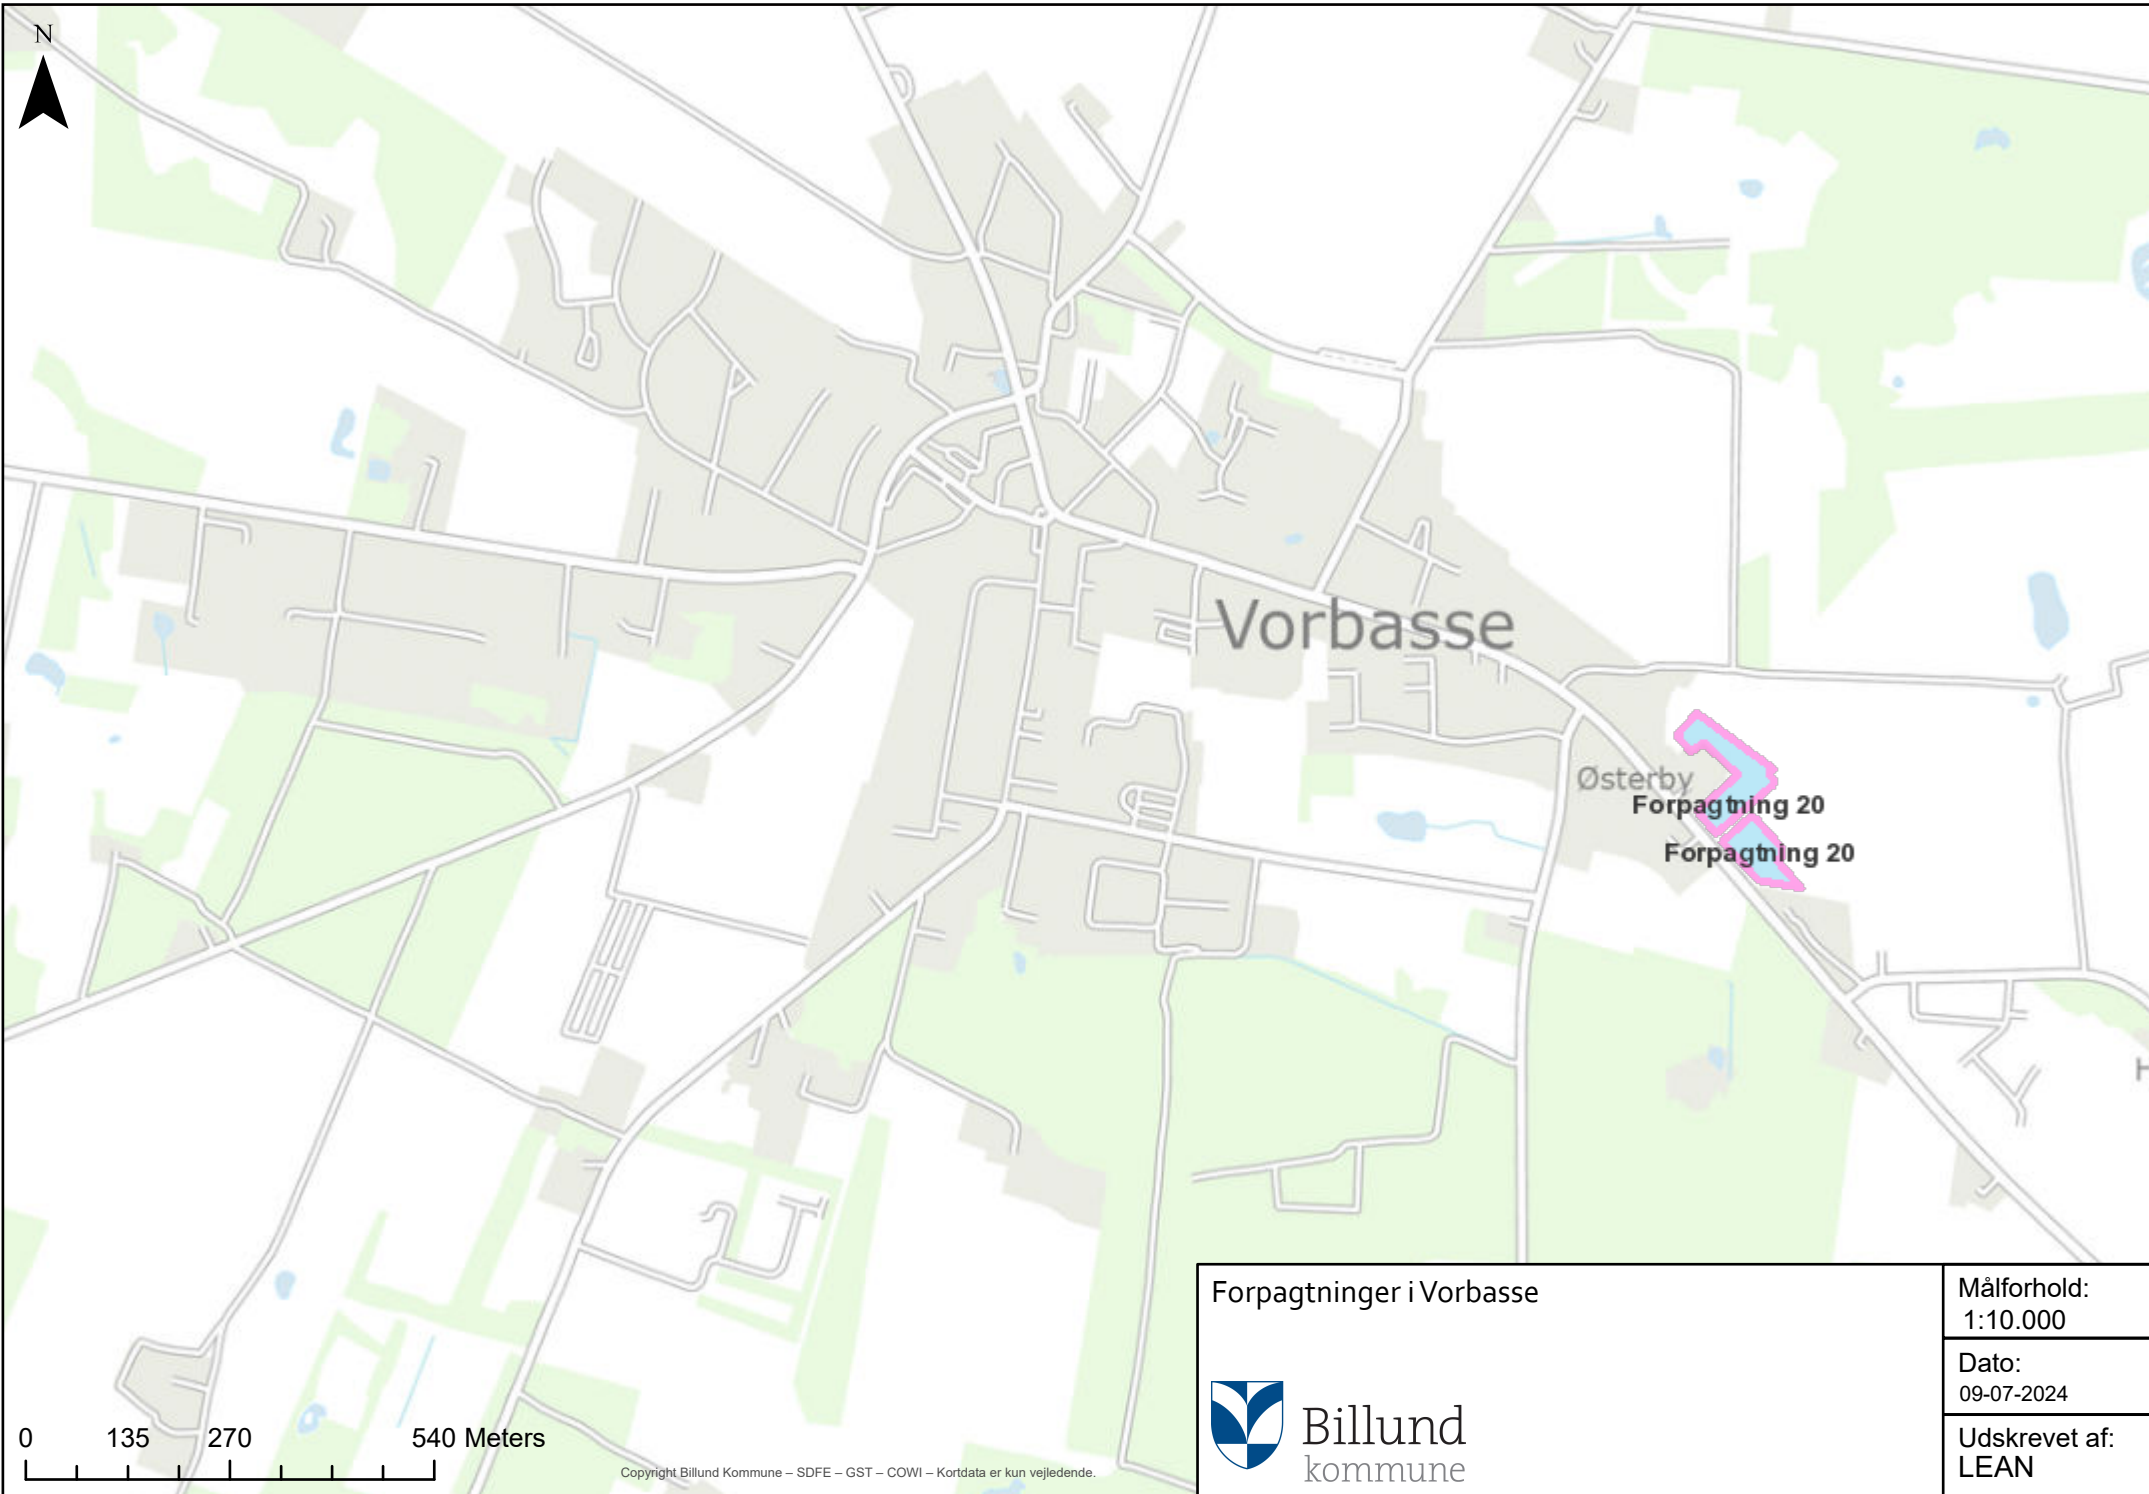 N
Vorbasse
Østerby
Forpagtning 20
Forpagtning 20
H
Forpagtninger i Vorbasse
Målforhold:
1:10.000
Dato:
09-07-2024
Udskrevet af:
LEAN
Billund
kommune
0 135 270 540 Meters
Copyright Billund Kommune – SDFE – GST – COWI – Kortdata er kun vejledende.